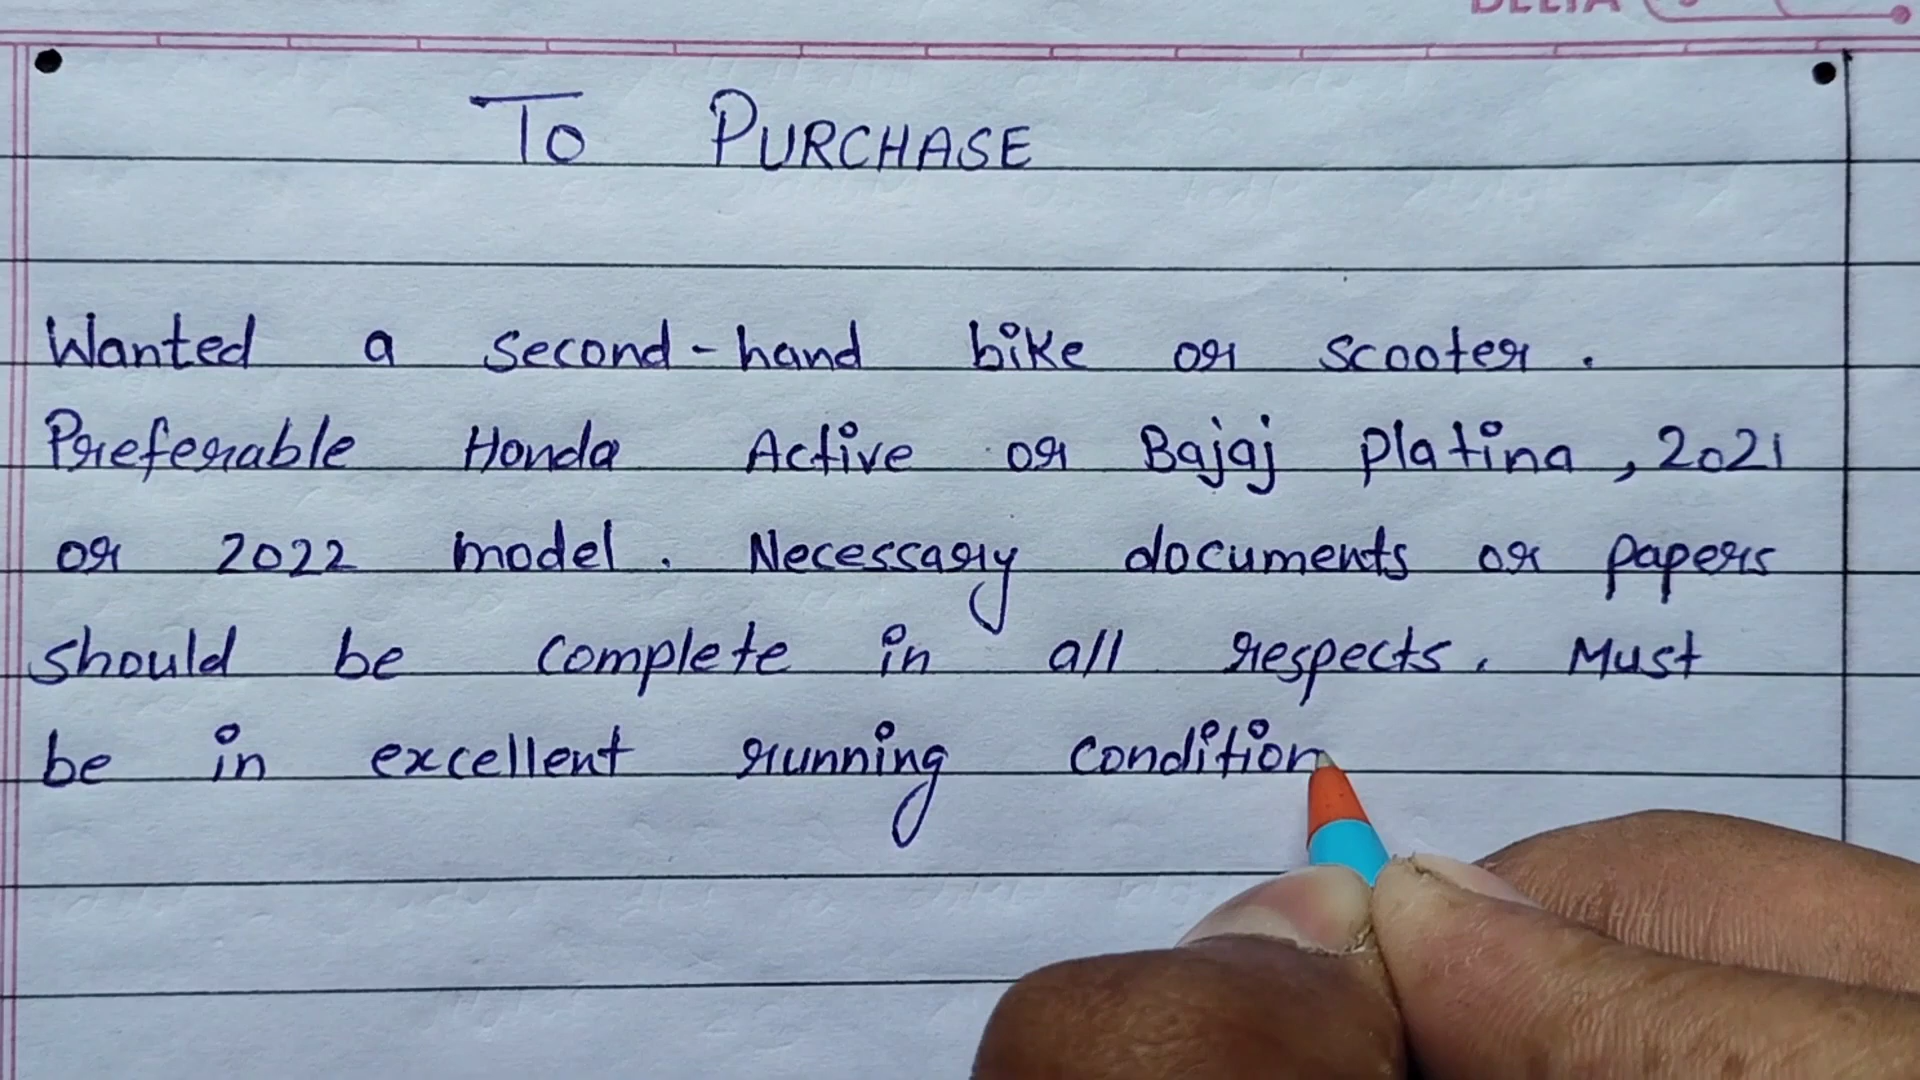 DELTA
TO PURCHASE
Wanted a second-hand bike or scooter.
Preferable Honda Active or Bajaj Platina, 2021
or 2022 model. Necessary documents or papers
should be complete in all respects. Must
be in excellent running condition